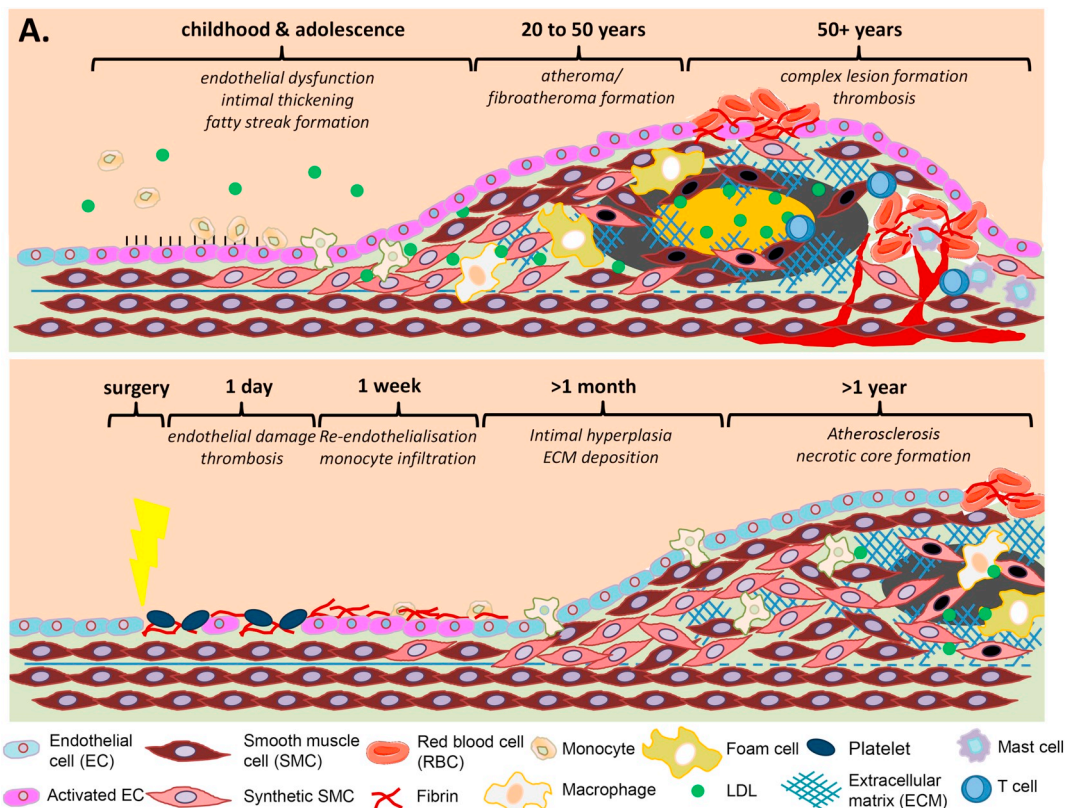 A.
childhood & adolescence
20 to 50 years
50+ years
endothelial dysfunction
intimal thickening
fatty streak formation
atheroma/
fibroatheroma formation
complex lesion formation
thrombosis
surgery
1 day
1 week
>1 month
>1 year
endothelial damage
thrombosis
Re-endothelialisation
monocyte infiltration
Intimal hyperplasia
ECM deposition
Atherosclerosis
necrotic core formation
Endothelial
cell (EC)
Smooth muscle
cell (SMC)
Red blood cell
(RBC)
Monocyte
Foam cell
Platelet
Mast cell
Activated EC
Synthetic SMC
Fibrin
Macrophage
LDL
Extracellular
matrix (ECM)
T cell